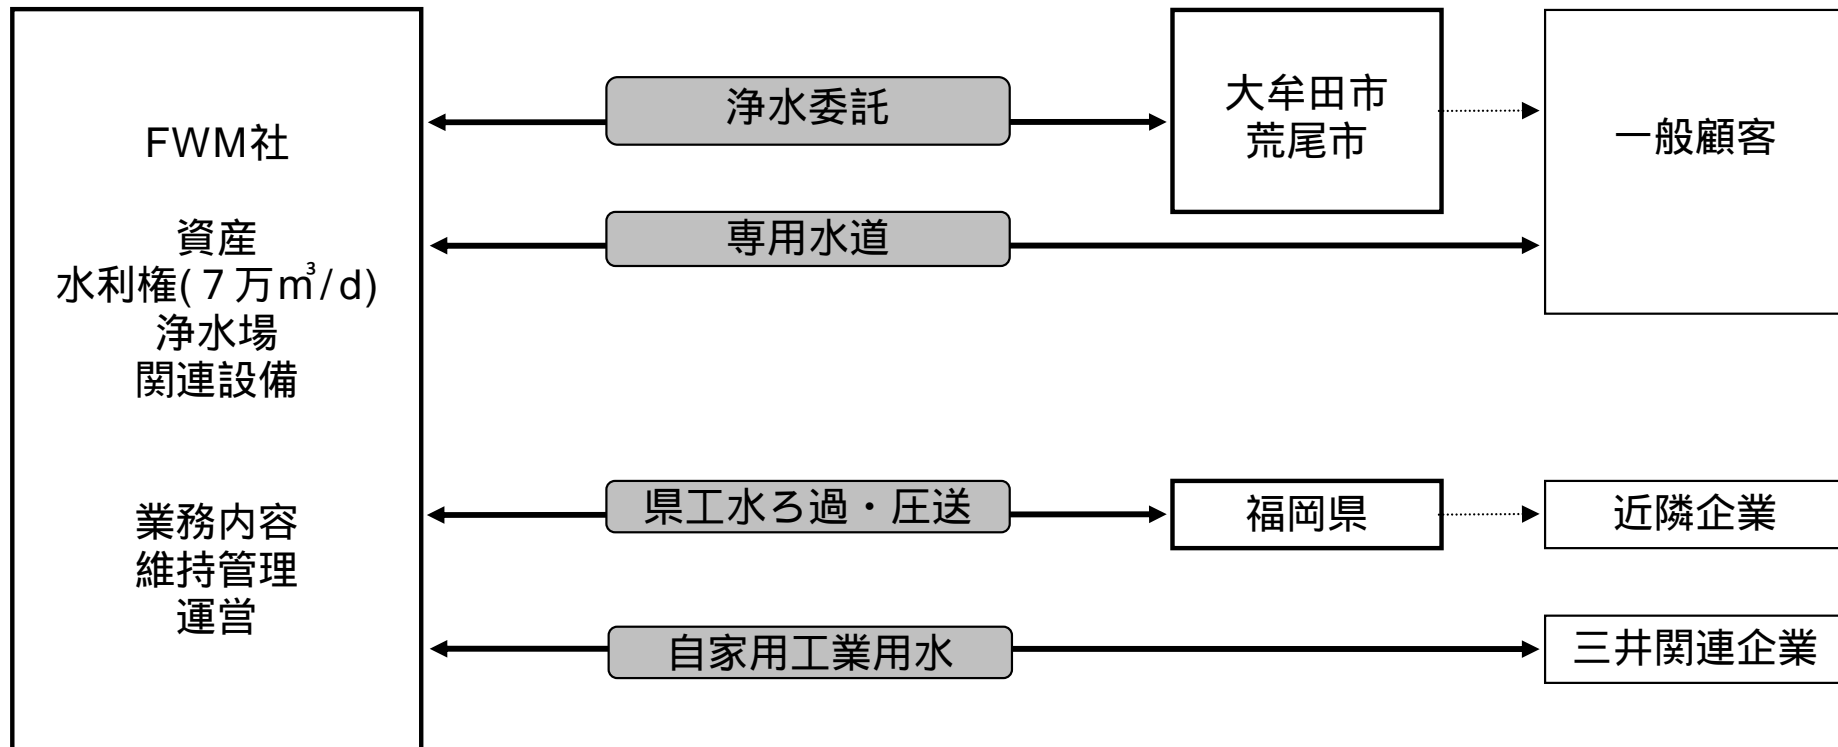 FWM社
資産
水利権(７万㎥/d)
浄水場
関連設備
業務内容
維持管理
運営
浄水委託
大牟田市
荒尾市
一般顧客
専用水道
県工水ろ過・圧送
福岡県
近隣企業
自家用工業用水
三井関連企業